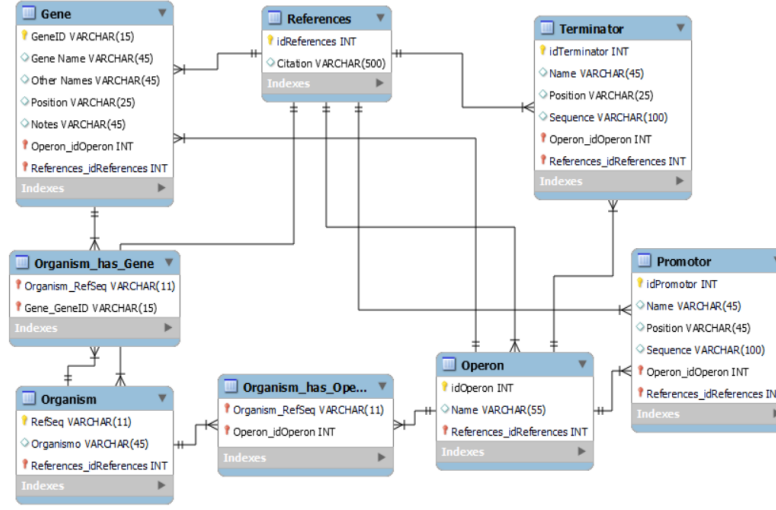 Gene
GeneID VARCHAR(15)
Gene Name VARCHAR(45)
Other Names VARCHAR(45)
Position VARCHAR(25)
Notes VARCHAR(45)
Operon_idOperon INT
References_idReferences INT
Indexes
References
idReferences INT
Citation VARCHAR(500)
Indexes
Terminator
idTerminator INT
Name VARCHAR(45)
Position VARCHAR(25)
Sequence VARCHAR(100)
Operon_idOperon INT
References_idReferences INT
Indexes
Organism_has_Gene
Organism_RefSeq VARCHAR(11)
Gene_GeneID VARCHAR(15)
Indexes
Promotor
idPromotor INT
Name VARCHAR(45)
Position VARCHAR(45)
Sequence VARCHAR(100)
Operon_idOperon INT
References_idReferences IN
Indexes
Organism
RefSeq VARCHAR(11)
Organismo VARCHAR(45)
References_idReferences INT
Indexes
Organism_has_Ope...
Organism_RefSeq VARCHAR(11)
Operon_idOperon INT
Indexes
Operon
idOperon INT
Name VARCHAR(55)
References_idReferences INT
Indexes